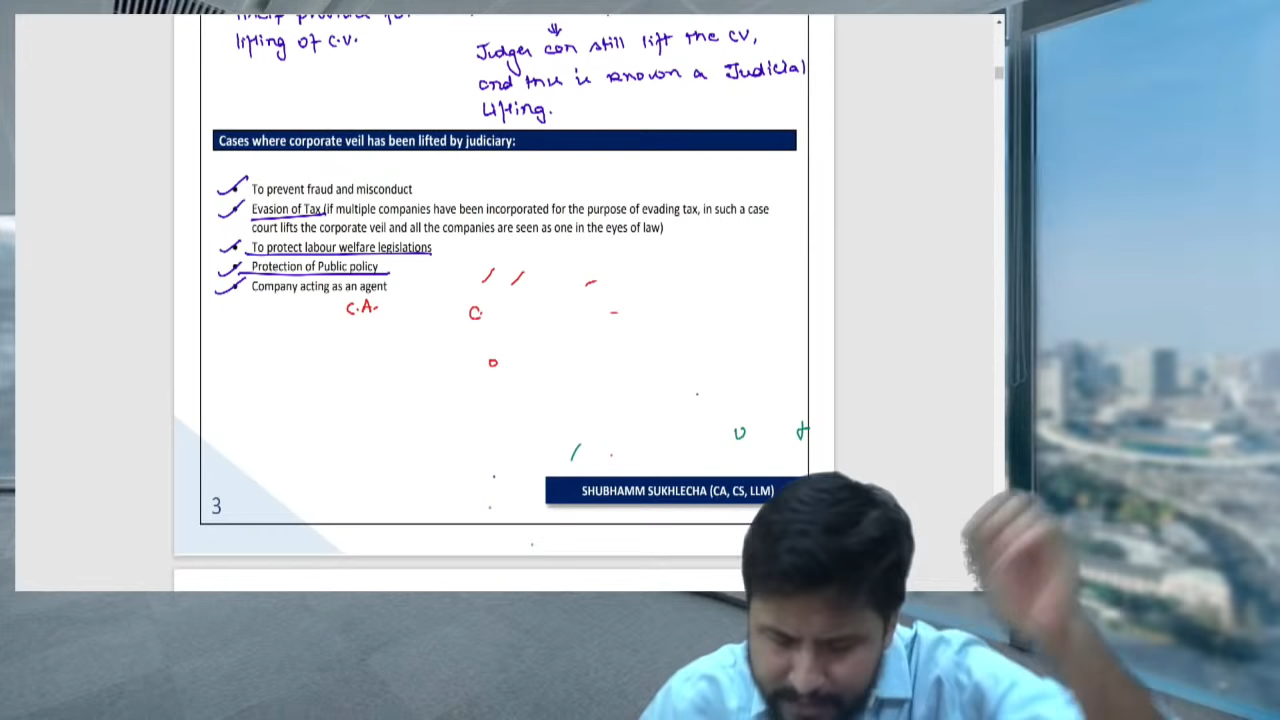 lifting of c.v.
Judges can still lift the CV,
and this is known a Judicial
Lifting.
Cases where corporate veil has been lifted by judiciary:
To prevent fraud and misconduct
Evasion of Tax (if multiple companies have been incorporated for the purpose of evading tax, in such a case
court lifts the corporate veil and all the companies are seen as one in the eyes of law)
To protect labour welfare legislations
Protection of Public policy
Company acting as an agent
C.A.
SHUBHAMM SUKHLECHA (CA, CS, LLM)
3